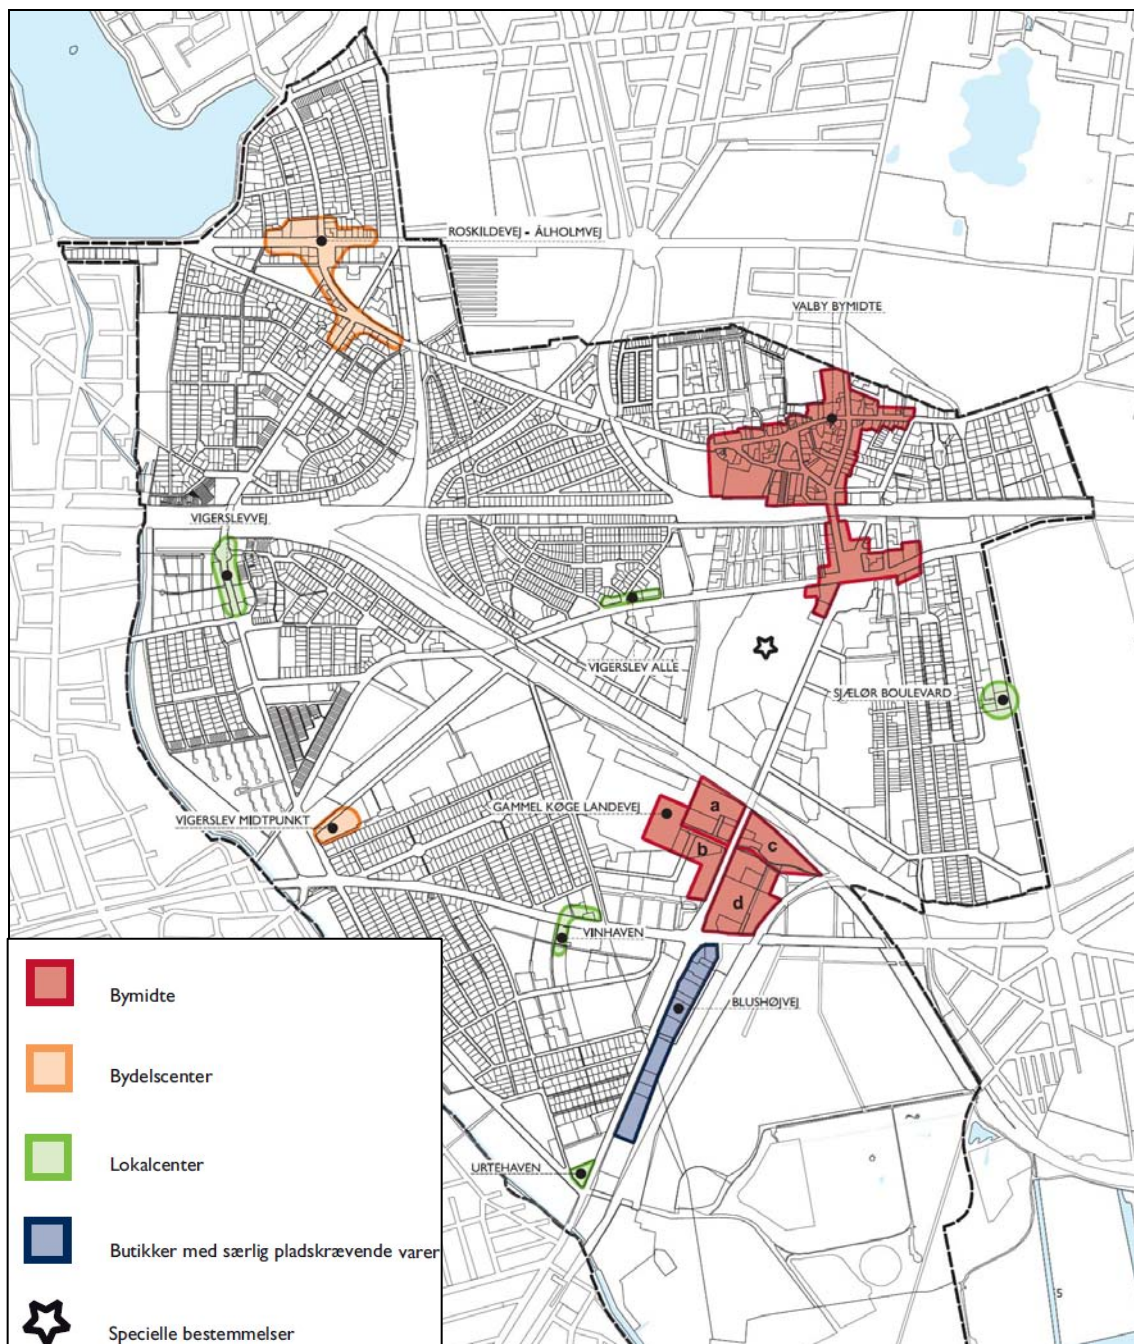 ROSKILDEVEJ - ÅLHOLMVEJ
VALBY BYMIDTE
VIGERSLEVVEJ
VIGERSLEV ALLE
SJÆLØR BOULEVARD
GAMMEL KØGE LANDEVEJ
a
b
c
d
VIGERSLEV MIDTPUNKT
VINHAVEN
BLUSHØJVEJ
URTEHAVEN
Bymidte
Bydelscenter
Lokalcenter
Butikker med særlig pladskrævende varer
Specielle bestemmelser
5